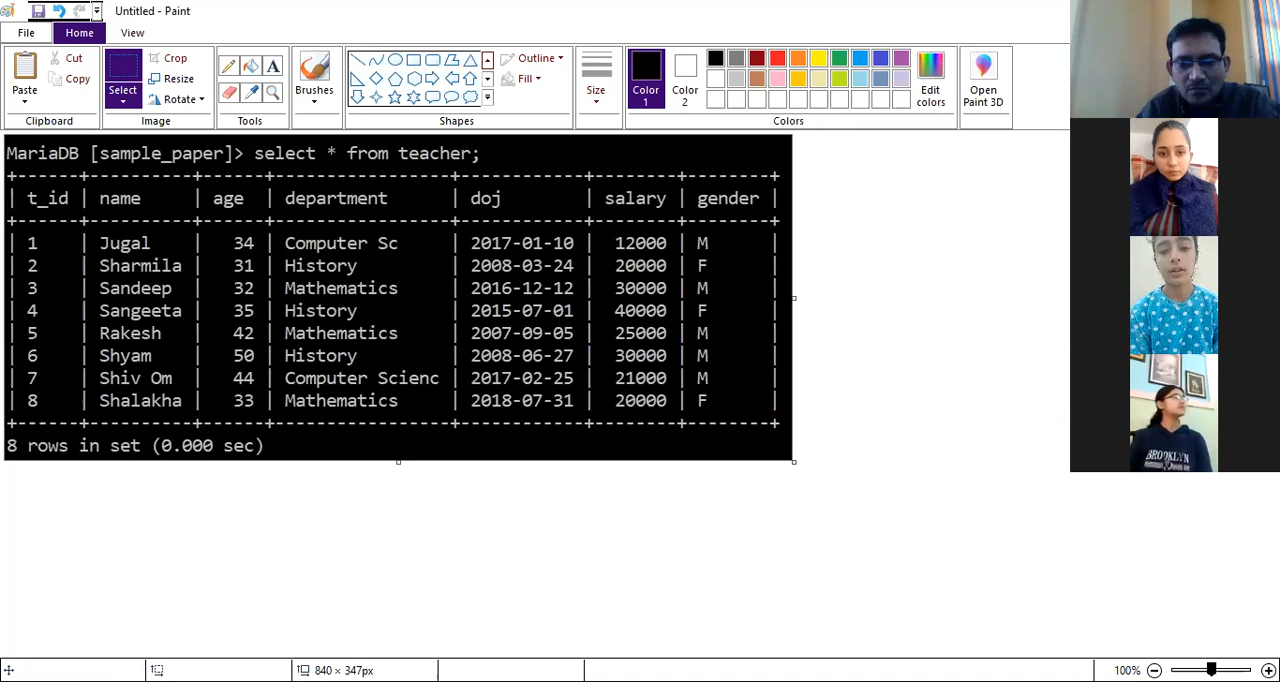 Untitled - Paint
File Home View
Paste
Cut
Copy
Clipboard
Select
Crop
Resize
Rotate
Image
A
Tools
Brushes
Outline
Fill
Shapes
Size
Color 1
Color 2
Edit colors
Colors
Open Paint 3D
MariaDB [sample_paper]> select * from teacher;
+------+----------+------+----------------+------------+--------+--------+
| t_id | name | age | department | doj | salary | gender |
+------+----------+------+----------------+------------+--------+--------+
| 1 | Jugal | 34 | Computer Sc | 2017-01-10 | 12000 | M |
| 2 | Sharmila | 31 | History | 2008-03-24 | 20000 | F |
| 3 | Sandeep | 32 | Mathematics | 2016-12-12 | 30000 | M |
| 4 | Sangeeta | 35 | History | 2015-07-01 | 40000 | F |
| 5 | Rakesh | 42 | Mathematics | 2007-09-05 | 25000 | M |
| 6 | Shyam | 50 | History | 2008-06-27 | 30000 | M |
| 7 | Shiv Om | 44 | Computer Scienc | 2017-02-25 | 21000 | M |
| 8 | Shalakha | 33 | Mathematics | 2018-07-31 | 20000 | F |
+------+----------+------+----------------+------------+--------+--------+
8 rows in set (0.000 sec)
BROOKLYN
840 × 347px
100%